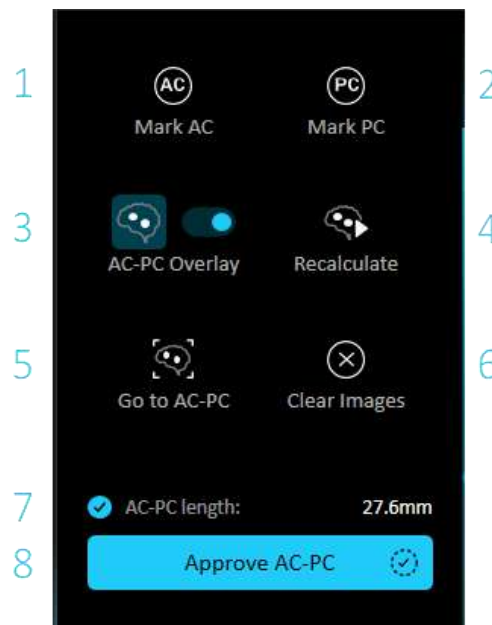 1 AC PC 2
Mark AC Mark PC
3 4
AC-PC Overlay Recalculate
5 6
Go to AC-PC Clear Images
7 AC-PC length: 27.6mm
8 Approve AC-PC